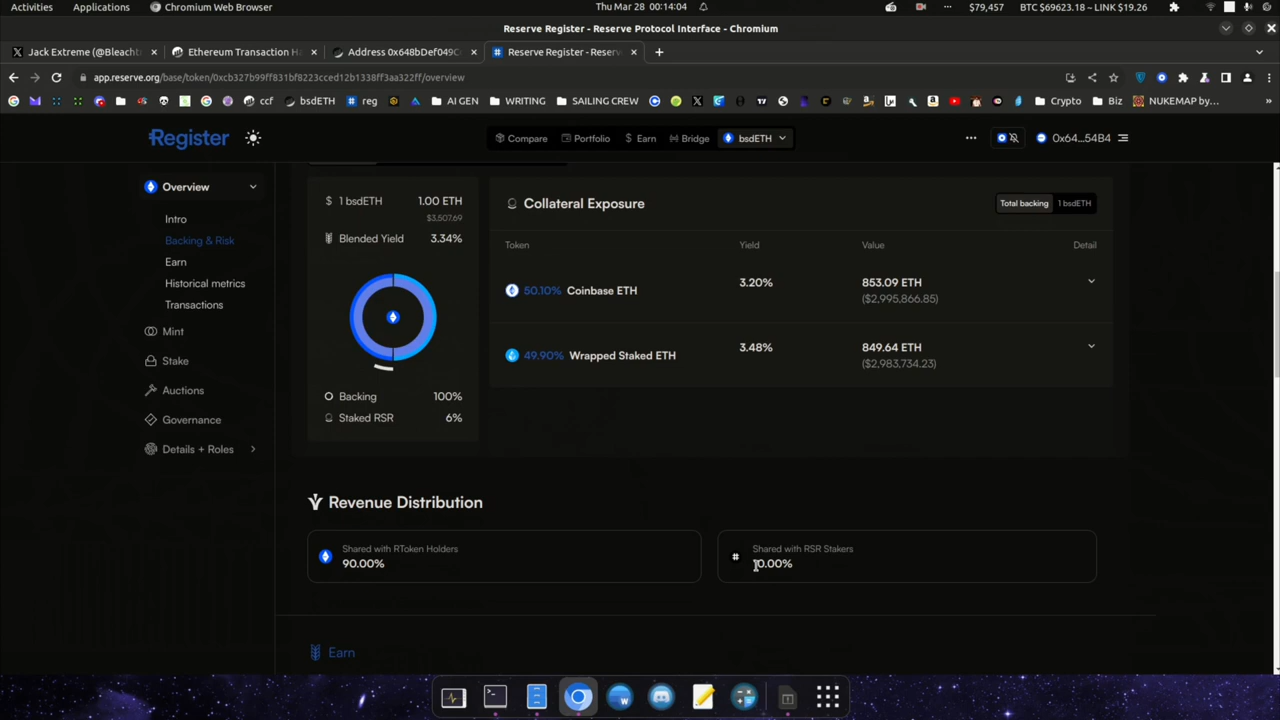 Activities Applications Chromium Web Browser Thu Mar 28 00:14:04 $79,457 BTC $69623.18 ~ LINK $19.26
Reserve Register - Reserve Protocol Interface - Chromium
Jack Extreme (@Bleacht Ethereum Transaction Ha Address 0x648bDef049C Reserve Register - Reserv
app.reserve.org/base/token/0xcb327b99ff831bf8223cced12b1338ff3aa322ff/overview
ccf bsdETH reg AI GEN WRITING SAILING CREW Crypto Biz NUKEMAP by...
Register Compare Portfolio Earn Bridge bsdETH 0x64...54B4
Overview
Intro
Backing & Risk
Earn
Historical metrics
Transactions
Mint
Stake
Auctions
Governance
Details + Roles
1 bsdETH 1.00 ETH
$3,507.69
Blended Yield 3.34%
Backing 100%
Staked RSR 6%
Collateral Exposure Total backing 1 bsdETH
Token Yield Value Detail
50.10% Coinbase ETH 3.20% 853.09 ETH
($2,995,866.85)
49.90% Wrapped Staked ETH 3.48% 849.64 ETH
($2,983,734.23)
Revenue Distribution
Shared with RToken Holders
90.00%
Shared with RSR Stakers
10.00%
Earn